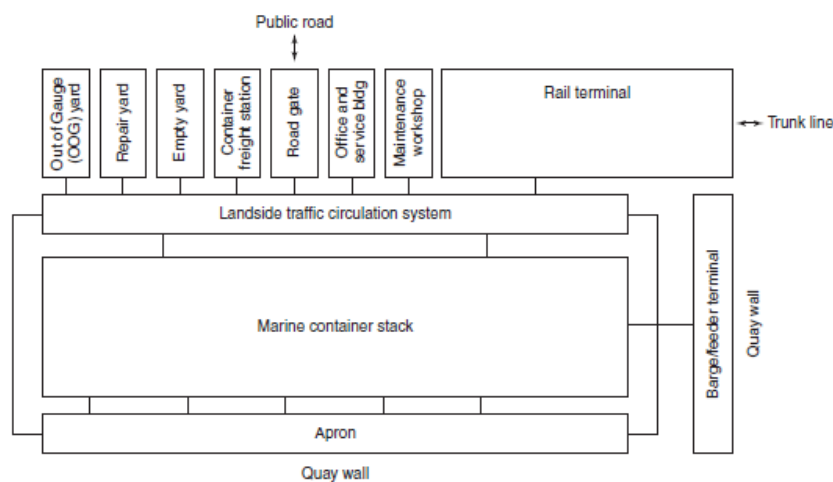 Public road
Out of Gauge
(OOG) yard
Repair yard
Empty yard
Container
freight station
Road gate
Office and
service bldg
Maintenance
workshop
Rail terminal
Trunk line
Landside traffic circulation system
Marine container stack
Barge/feeder terminal
Quay wall
Apron
Quay wall